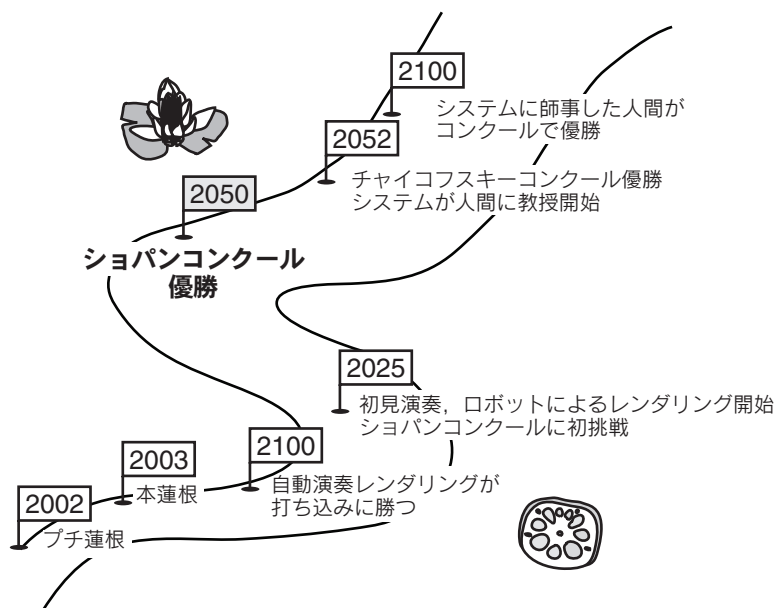 2100
システムに師事した人間が
コンクールで優勝
2052
チャイコフスキーコンクール優勝
システムが人間に教授開始
2050
ショパンコンクール
優勝
2025
初見演奏，ロボットによるレンダリング開始
ショパンコンクールに初挑戦
2100
自動演奏レンダリングが
打ち込みに勝つ
2003
本蓮根
2002
プチ蓮根